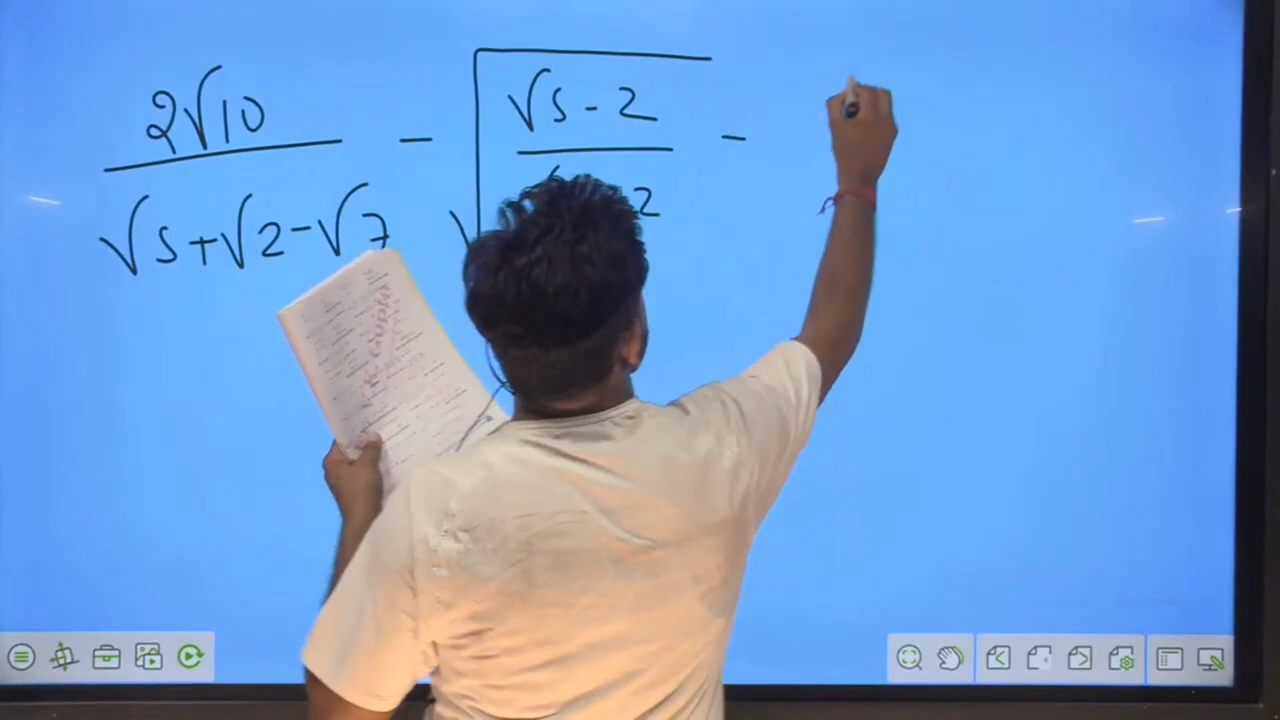 2√10 / (√5+√2-√7) - √((√5-2) / ( 2)) -